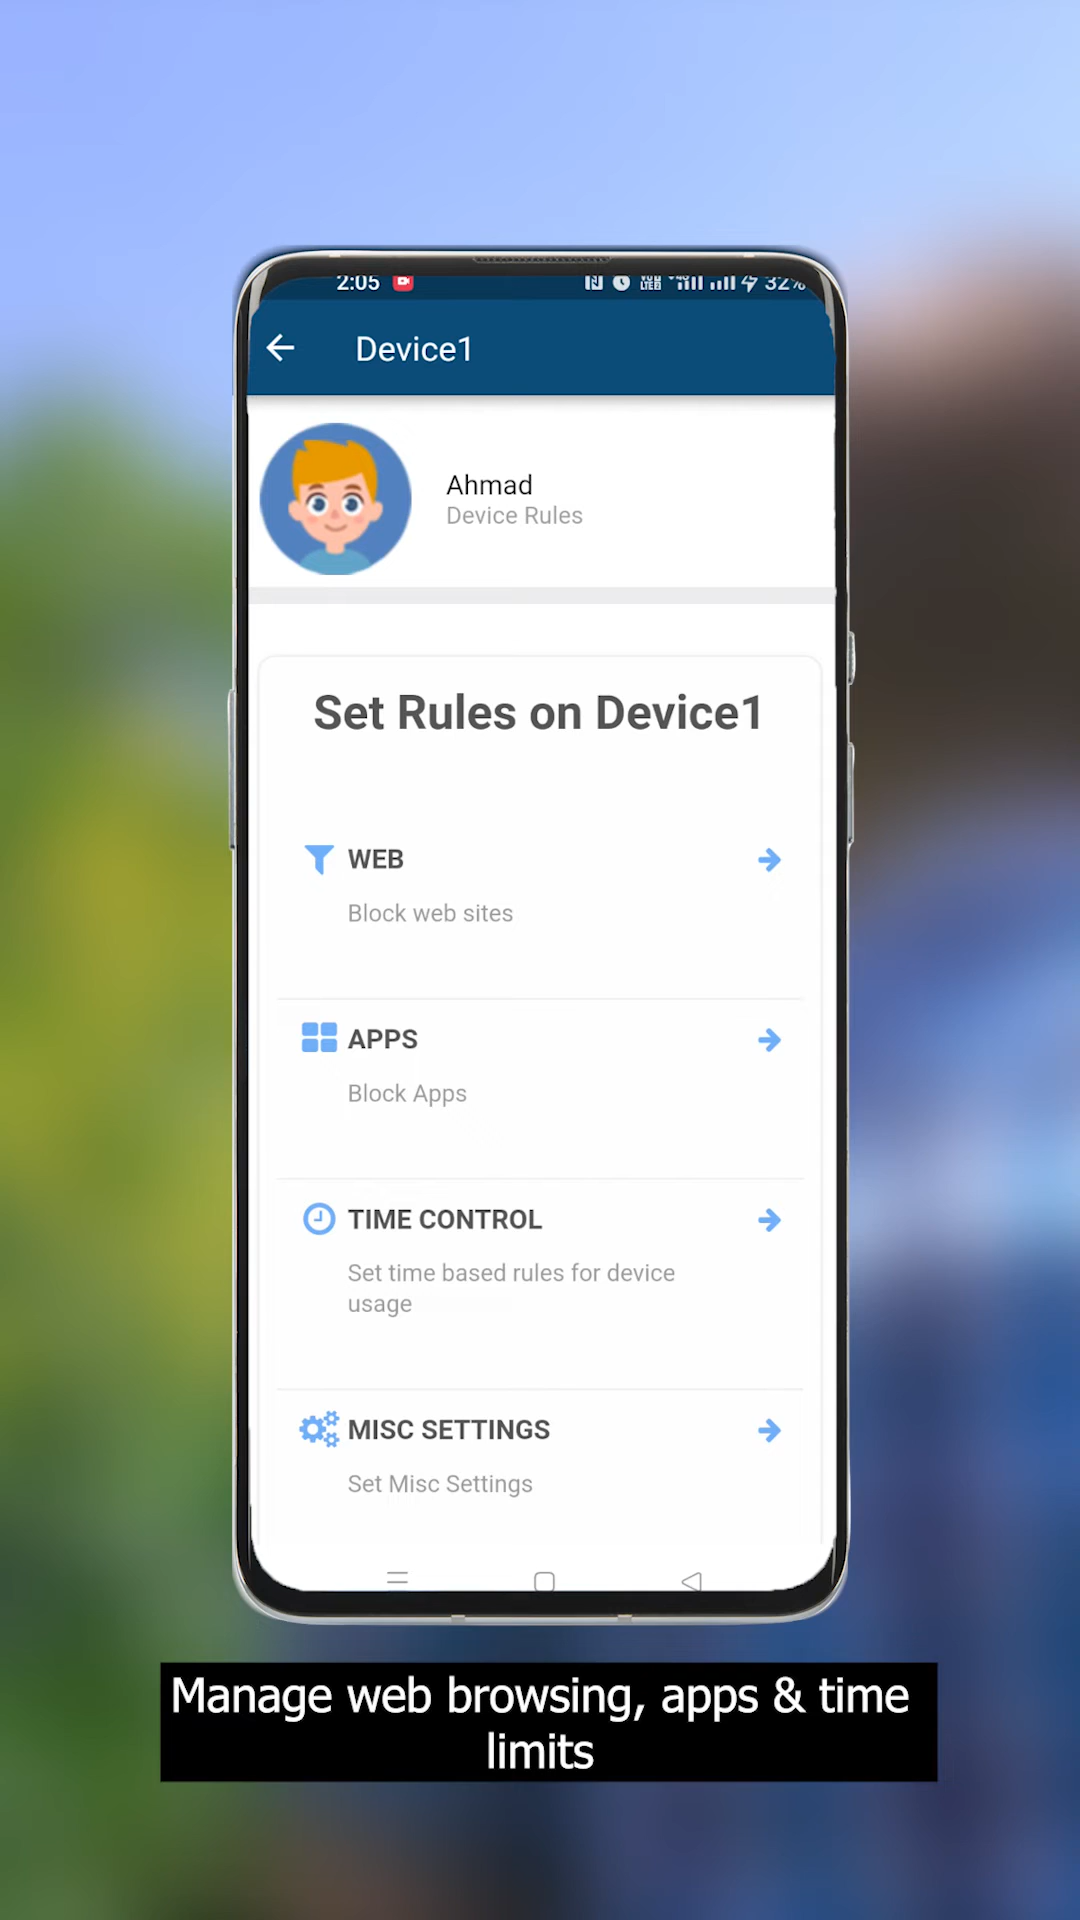 2:05 32%
Device1
Ahmad
Device Rules
Set Rules on Device1
WEB
Block web sites
APPS
Block Apps
TIME CONTROL
Set time based rules for device
usage
MISC SETTINGS
Set Misc Settings
Manage web browsing, apps & time
limits